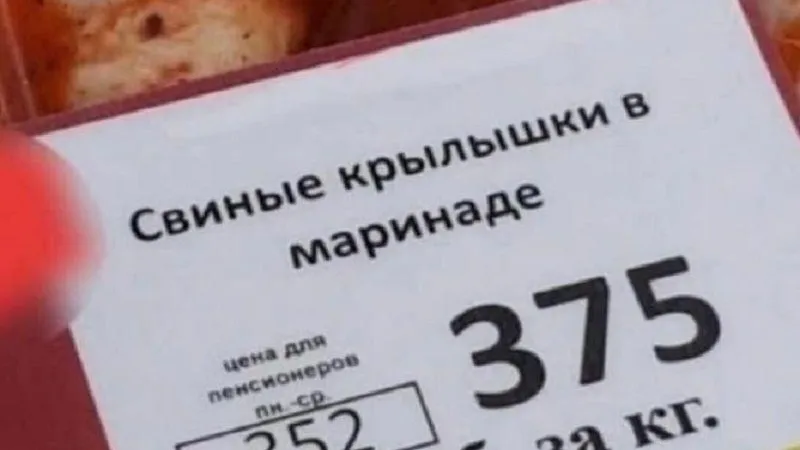 Свиные крылышки в
маринаде
375
цена для
пенсионеров
пн.-ср.
252
за кг.